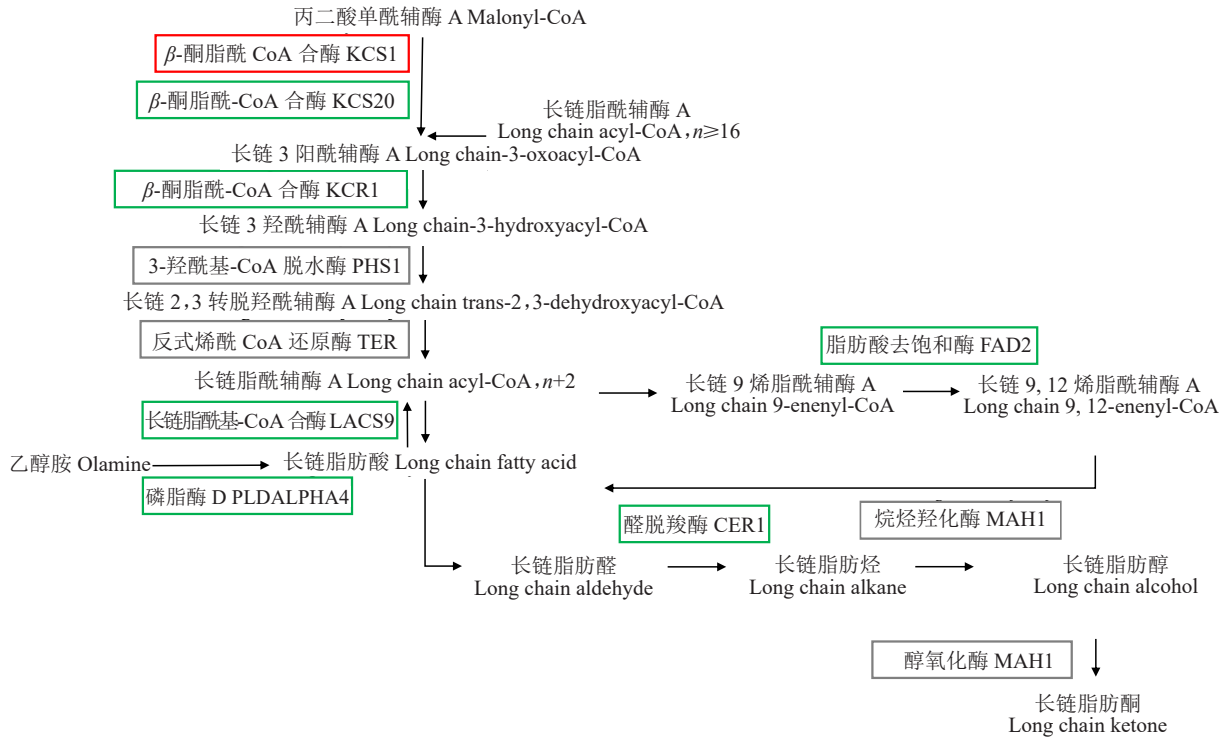 丙二酸单酰辅酶 A Malonyl-CoA
β-酮脂酰 CoA 合酶 KCS1
β-酮脂酰-CoA 合酶 KCS20
长链脂酰辅酶 A
Long chain acyl-CoA,n≥16
长链 3 阳酰辅酶 A Long chain-3-oxoacyl-CoA
β-酮脂酰-CoA 合酶 KCR1
长链 3 羟酰辅酶 A Long chain-3-hydroxyacyl-CoA
3-羟酰基-CoA 脱水酶 PHS1
长链 2,3 转脱羟酰辅酶 A Long chain trans-2,3-dehydroxyacyl-CoA
反式烯酰 CoA 还原酶 TER
脂肪酸去饱和酶 FAD2
长链脂酰辅酶 A Long chain acyl-CoA,n+2
长链 9 烯脂酰辅酶 A
Long chain 9-enenyl-CoA
长链 9, 12 烯脂酰辅酶 A
Long chain 9, 12-enenyl-CoA
长链脂酰基-CoA 合酶 LACS9
乙醇胺 Olamine
长链脂肪酸 Long chain fatty acid
磷脂酶 D PLDALPHA4
醛脱羧酶 CER1
烷烃羟化酶 MAH1
长链脂肪醛
Long chain aldehyde
长链脂肪烃
Long chain alkane
长链脂肪醇
Long chain alcohol
醇氧化酶 MAH1
长链脂肪酮
Long chain ketone